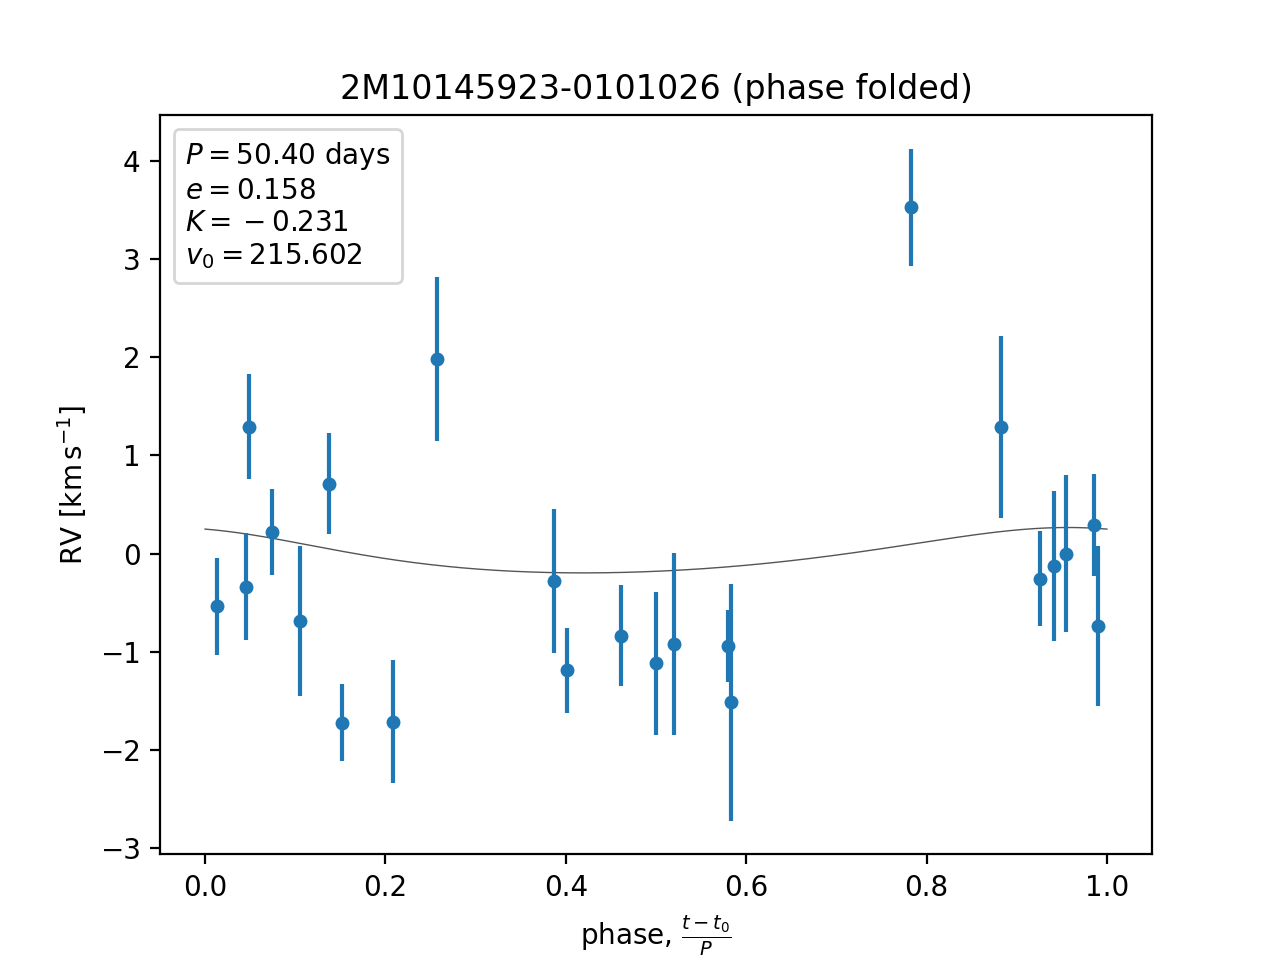 2M10145923-0101026 (phase folded)
P = 50.40 days
e = 0.158
K = −0.231
v₀ = 215.602
4
3
2
1
0
−1
−2
−3
RV [km s⁻¹]
0.0 0.2 0.4 0.6 0.8 1.0
phase, (t − t₀)/P